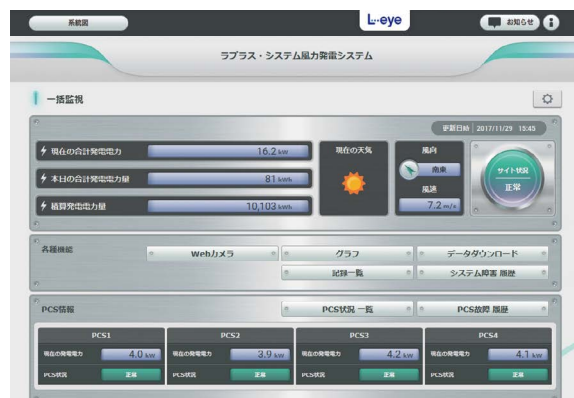 系統図
L・eye
お知らせ
ラプラス・システム風力発電システム
一括監視
更新日時 2017/11/29 15:45
現在の合計発電電力 16.2 kW
本日の合計発電電力量 81 kWh
積算発電電力量 10,103 kWh
現在の天気
風向
南東
風速
7.2 m/s
サイト状況
正常
各種機能
Webカメラ
グラフ
データダウンロード
記録一覧
システム障害 履歴
PCS情報
PCS状況 一覧
PCS故障 履歴
PCS1
現在の発電電力 4.0 kW
PCS状況 正常
PCS2
現在の発電電力 3.9 kW
PCS状況 正常
PCS3
現在の発電電力 4.2 kW
PCS状況 正常
PCS4
現在の発電電力 4.1 kW
PCS状況 正常